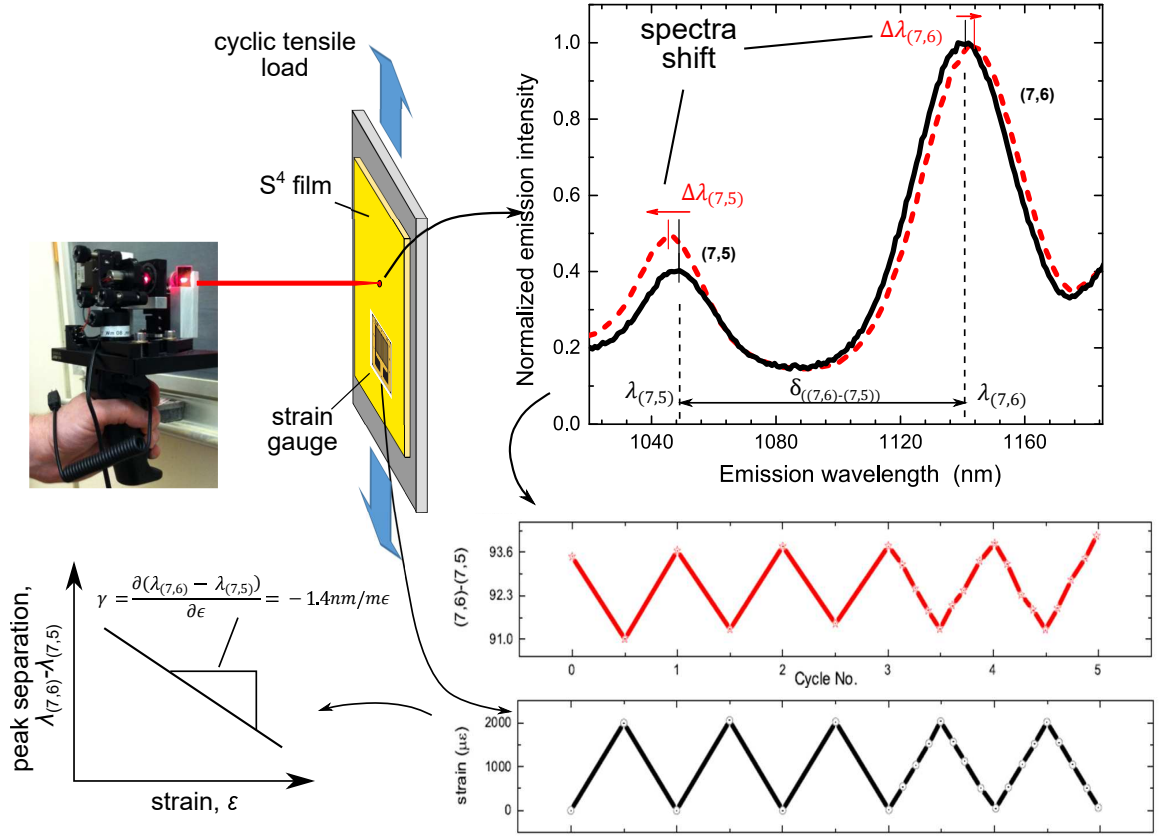 cyclic tensile
load
S⁴ film
strain
gauge
spectra
shift
Δλ(7,6)
(7,6)
Δλ(7,5)
(7,5)
λ(7,5)
δ((7,6)-(7,5))
λ(7,6)
Normalized emission intensity
1.0
0.8
0.6
0.4
0.2
0.0
1040 1080 1120 1160
Emission wavelength (nm)
(7,6)-(7,5)
93.6
92.3
91.0
0 1 2 3 4 5
Cycle No.
strain (με)
2000
1000
0
peak separation,
λ(7,6)-λ(7,5)
γ = ∂(λ(7,6) − λ(7,5))/∂ϵ = −1.4nm/mϵ
strain, ε